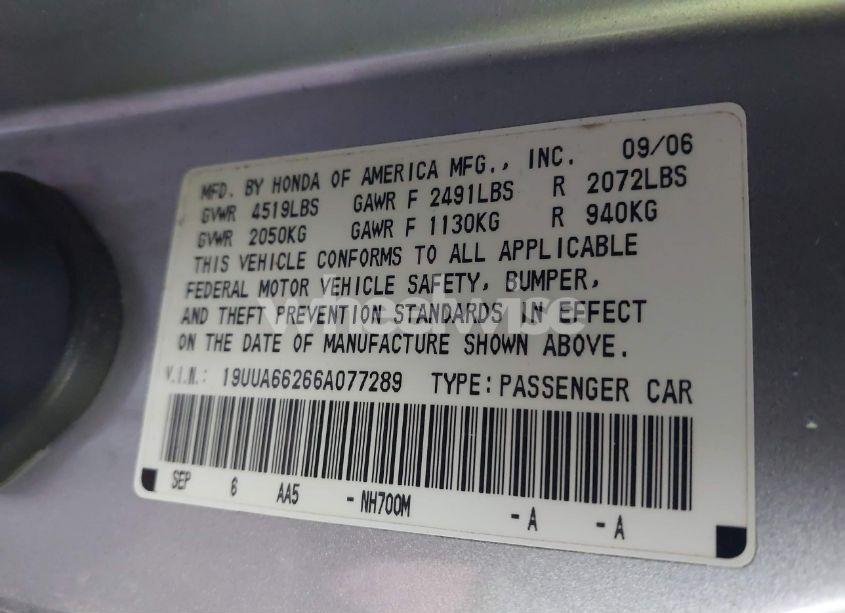 MFD. BY HONDA OF AMERICA MFG., INC. 09/06
GVWR 4519LBS GAWR F 2491LBS R 2072LBS
GVWR 2050KG GAWR F 1130KG R 940KG
THIS VEHICLE CONFORMS TO ALL APPLICABLE
FEDERAL MOTOR VEHICLE SAFETY, BUMPER,
AND THEFT PREVENTION STANDARDS IN EFFECT
ON THE DATE OF MANUFACTURE SHOWN ABOVE.
V.I.N.: 19UUA66266A077289 TYPE: PASSENGER CAR
SEP 6 AA5 -NH700M -A -A
wheelwise